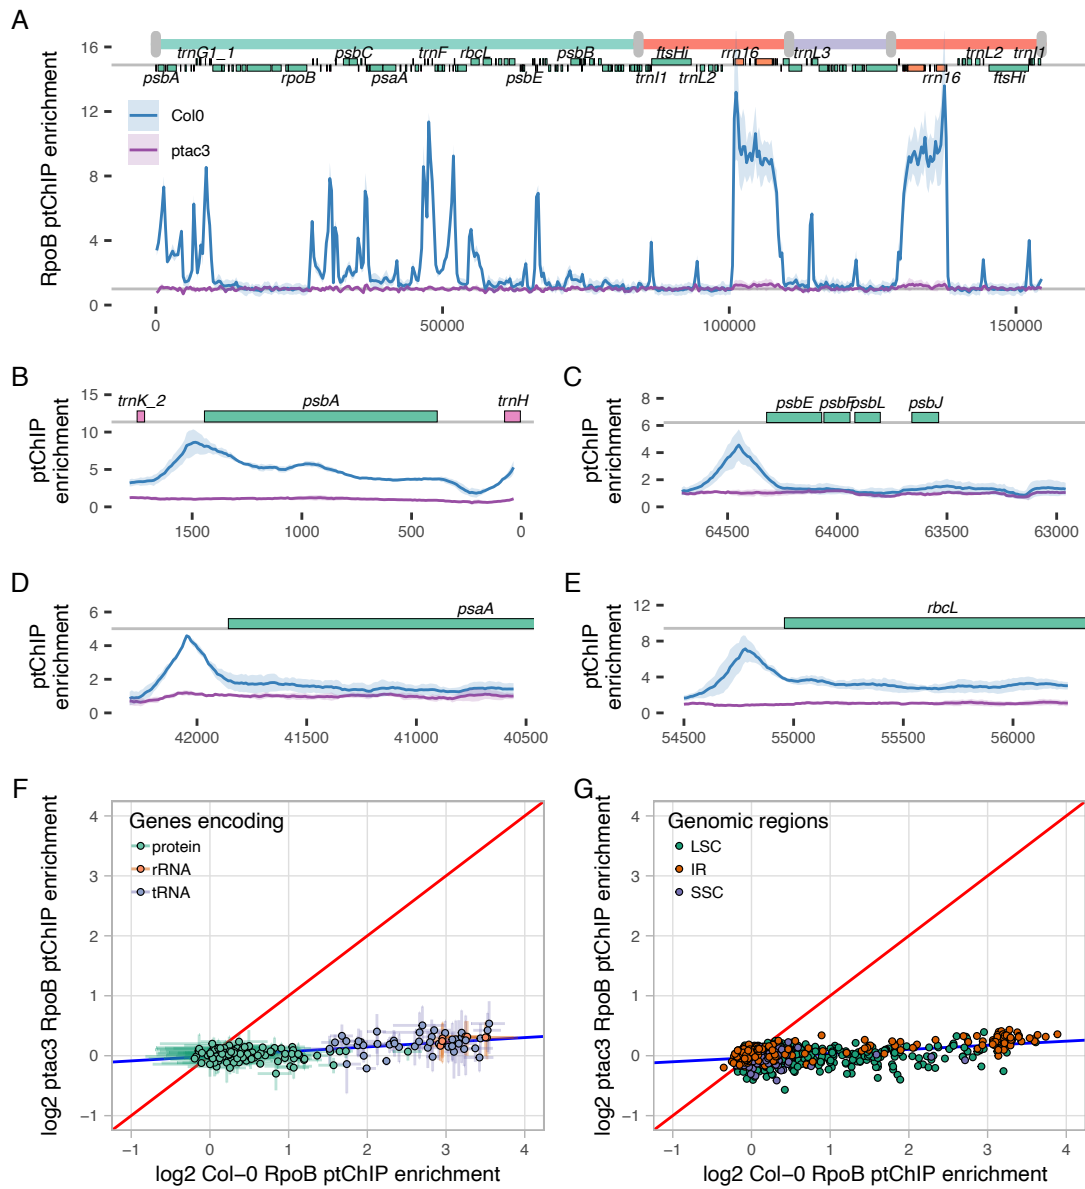 A
RpoB ptChIP enrichment
16
12
8
4
0
trnG1_1 psbC trnF rbcL psbB ftsHi rrn16 trnL3 trnL2 trnI1
psbA rpoB psaA psbE trnI1 trnL2 rrn16 ftsHi
Col0
ptac3
0 50000 100000 150000
B
ptChIP
enrichment
15
10
5
0
trnK_2 psbA trnH
1500 1000 500 0
C
ptChIP
enrichment
8
6
4
2
0
psbE psbF psbL psbJ
64500 64000 63500 63000
D
ptChIP
enrichment
6
4
2
0
psaA
42000 41500 41000 40500
E
ptChIP
enrichment
12
8
4
0
rbcL
54500 55000 55500 56000
F
log2 ptac3 RpoB ptChIP enrichment
4
3
2
1
0
−1
Genes encoding
protein
rRNA
tRNA
−1 0 1 2 3 4
log2 Col−0 RpoB ptChIP enrichment
G
log2 ptac3 RpoB ptChIP enrichment
4
3
2
1
0
−1
Genomic regions
LSC
IR
SSC
−1 0 1 2 3 4
log2 Col−0 RpoB ptChIP enrichment